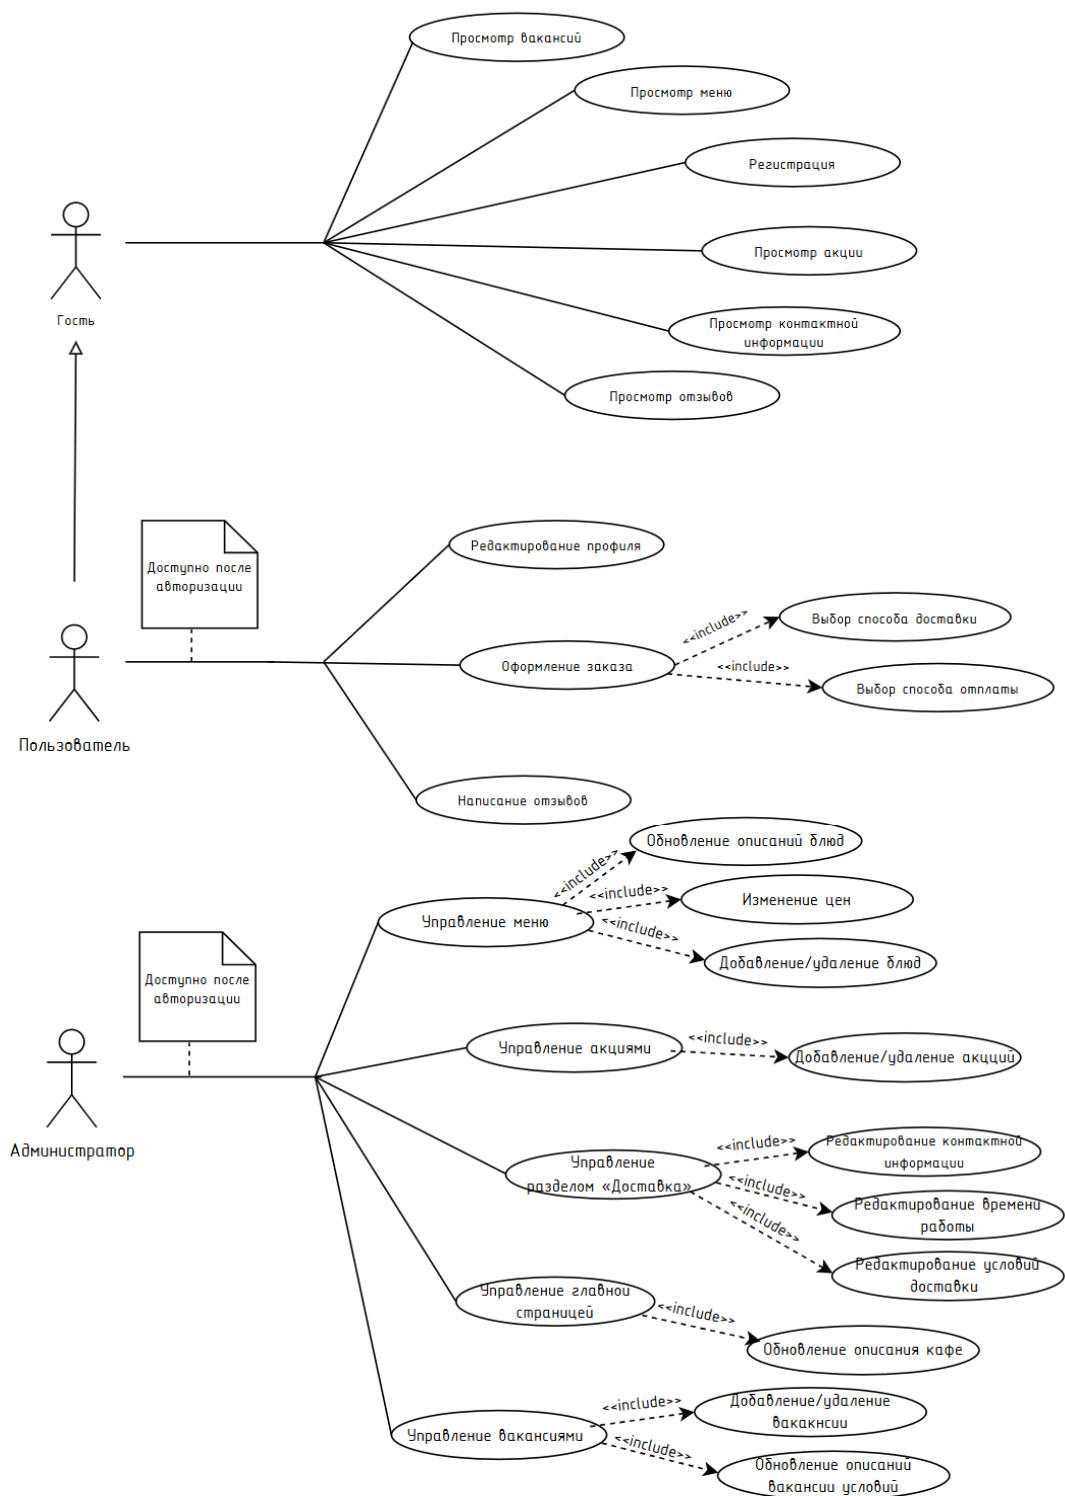 Просмотр вакансий
Просмотр меню
Регистрация
Просмотр акции
Просмотр контактной
информации
Просмотр отзывов
Гость
Доступно после
авторизации
Редактирование профиля
Оформление заказа
<<include>>
<<include>>
Выбор способа доставки
Выбор способа отплаты
Написание отзывов
Пользователь
Управление меню
<<include>>
<<include>>
<<include>>
Обновление описаний блюд
Изменение цен
Добавление/удаление блюд
Доступно после
авторизации
Управление акциями
<<include>>
Добавление/удаление акцций
Администратор
Управление
разделом «Доставка»
<<include>>
<<include>>
<<include>>
Редактирование контактной
информации
Редактирование времени
работы
Редактирование условий
доставки
Управление главной
страницей
<<include>>
Обновление описания кафе
Управление вакансиями
<<include>>
<<include>>
Добавление/удаление
вакакнсии
Обновление описаний
вакансии условий